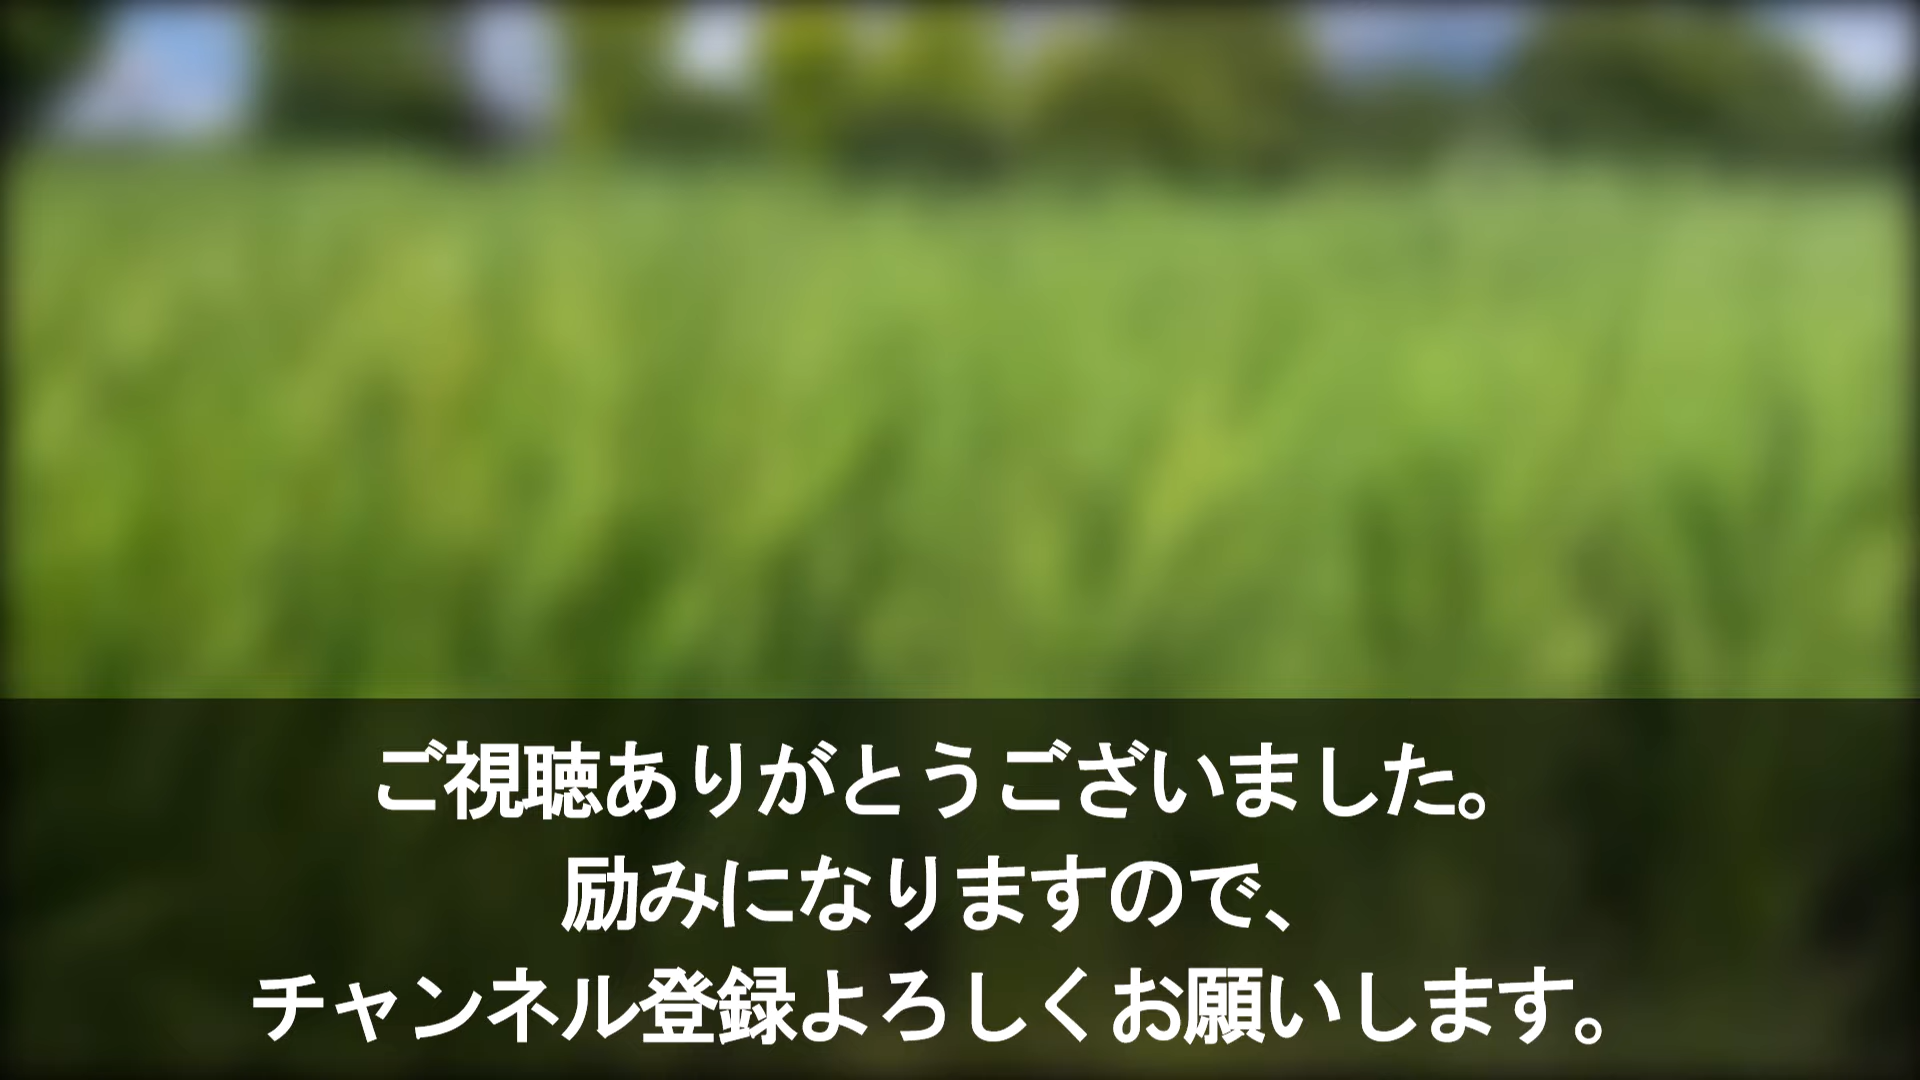 ご視聴ありがとうございました。
励みになりますので、
チャンネル登録よろしくお願いします。